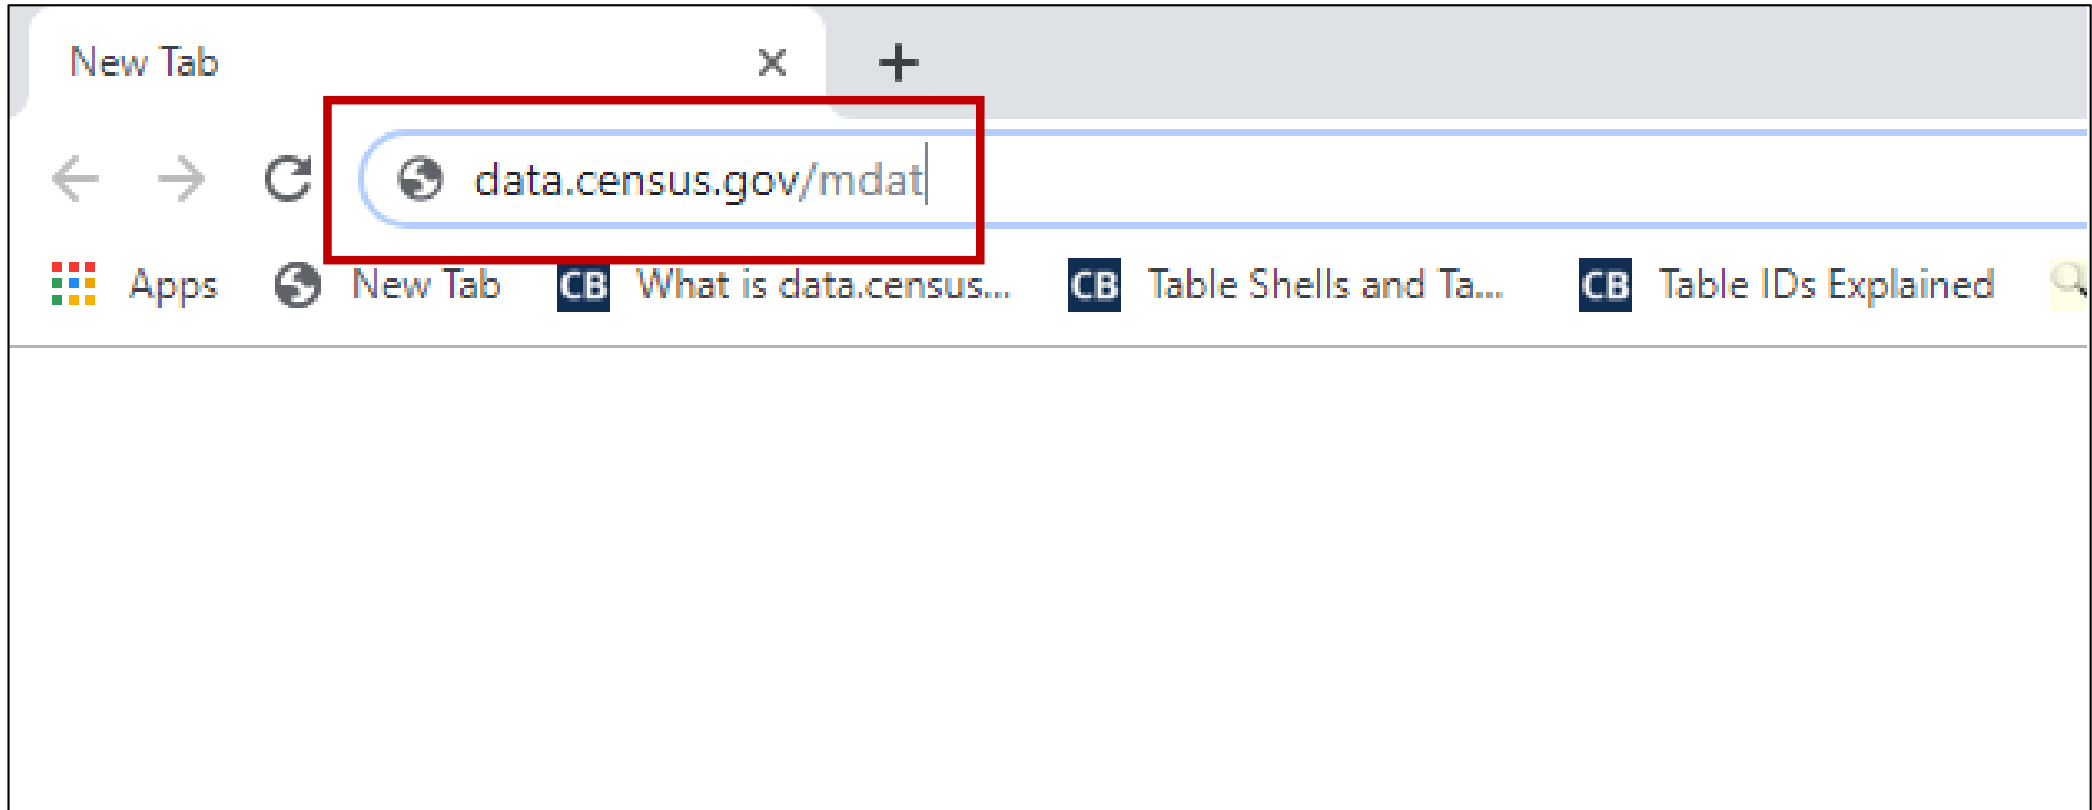 New Tab
data.census.gov/mdat
Apps New Tab CB What is data.census... CB Table Shells and Ta... CB Table IDs Explained